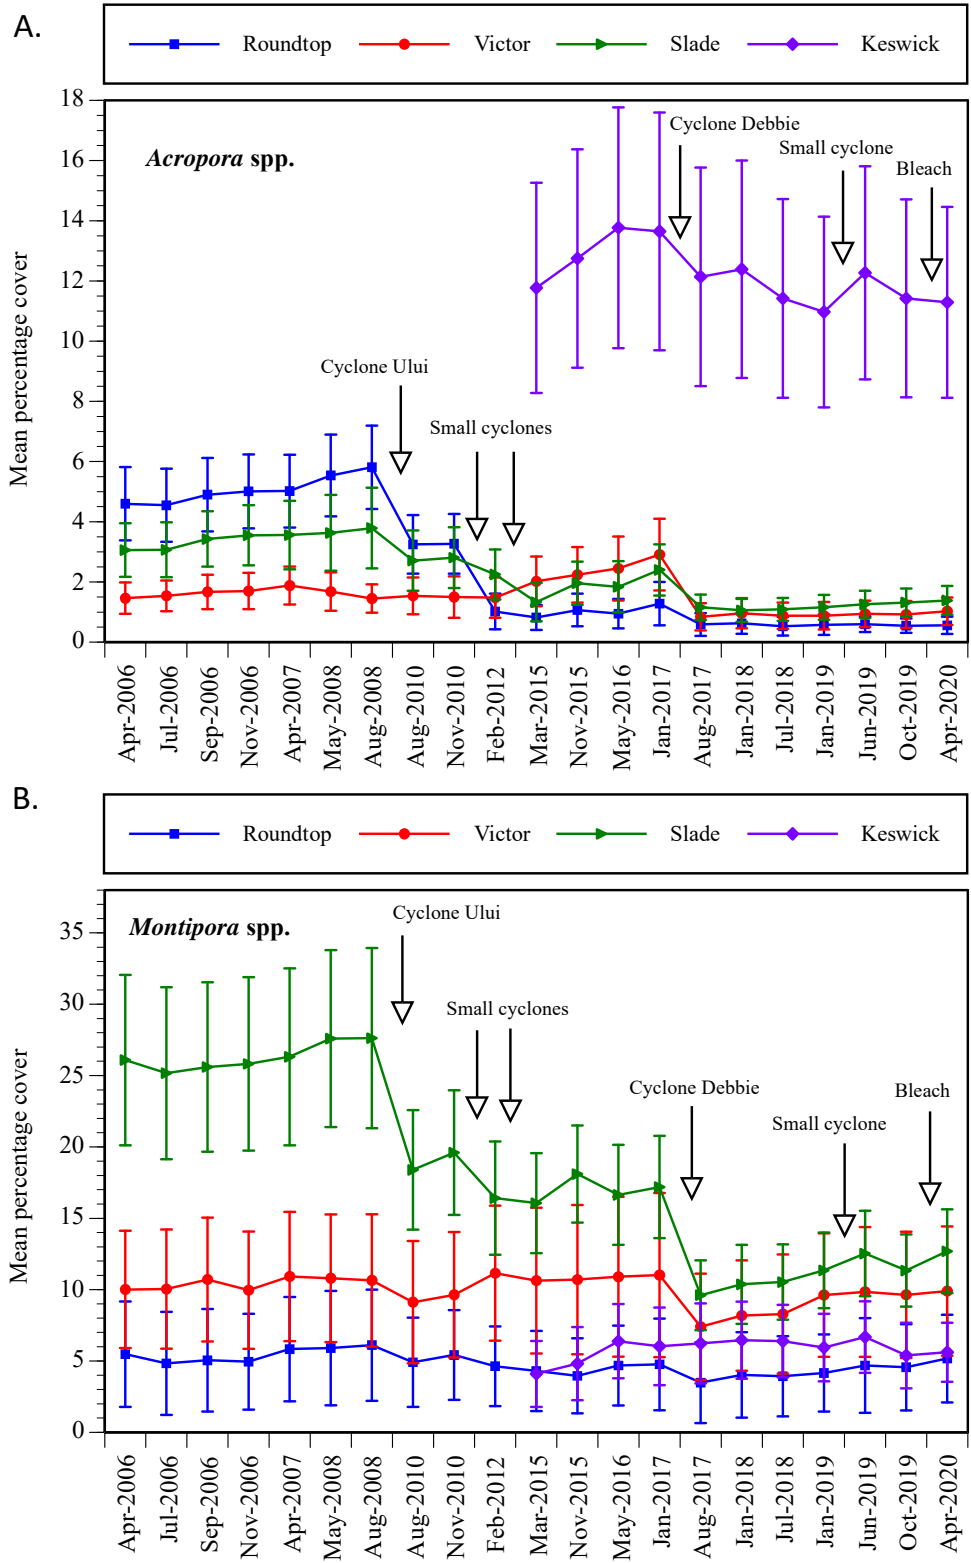 A.
Roundtop Victor Slade Keswick
18
16
14
12
10
8
6
4
2
0
Mean percentage cover
Acropora spp.
Cyclone Debbie
Small cyclone
Bleach
Cyclone Ului
Small cyclones
Apr-2006
Jul-2006
Sep-2006
Nov-2006
Apr-2007
May-2008
Aug-2008
Aug-2010
Nov-2010
Feb-2012
Mar-2015
Nov-2015
May-2016
Jan-2017
Aug-2017
Jan-2018
Jul-2018
Jan-2019
Jun-2019
Oct-2019
Apr-2020
B.
Roundtop Victor Slade Keswick
35
30
25
20
15
10
5
0
Mean percentage cover
Montipora spp.
Cyclone Ului
Small cyclones
Cyclone Debbie
Small cyclone
Bleach
Apr-2006
Jul-2006
Sep-2006
Nov-2006
Apr-2007
May-2008
Aug-2008
Aug-2010
Nov-2010
Feb-2012
Mar-2015
Nov-2015
May-2016
Jan-2017
Aug-2017
Jan-2018
Jul-2018
Jan-2019
Jun-2019
Oct-2019
Apr-2020